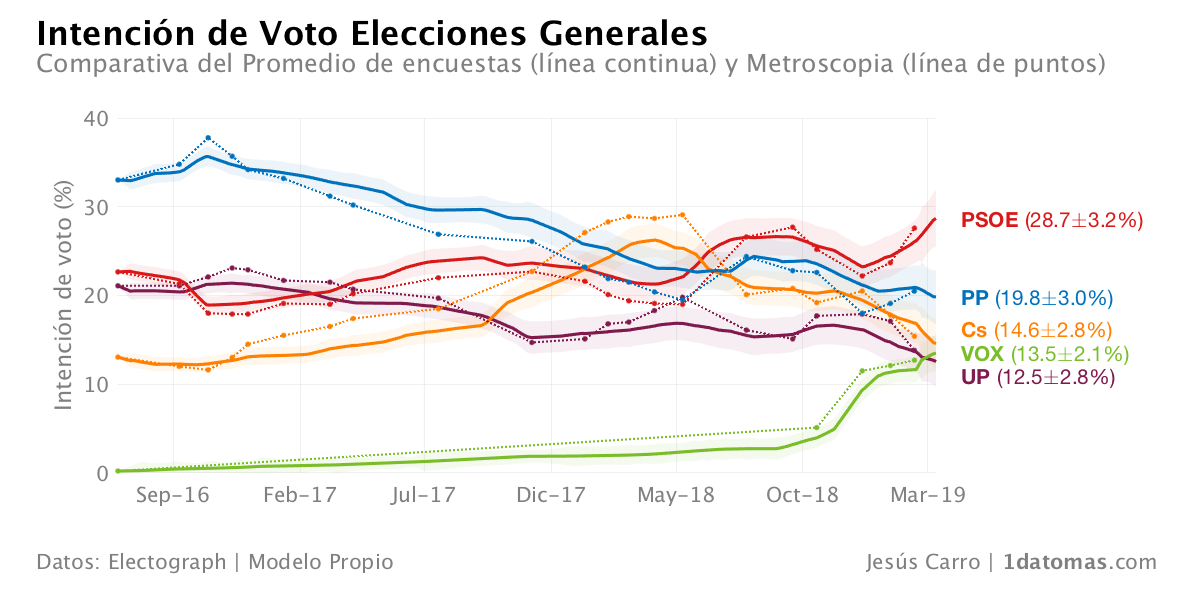 Intención de Voto Elecciones Generales
Comparativa del Promedio de encuestas (línea continua) y Metroscopia (línea de puntos)
Intención de voto (%)
40
30
20
10
0
Sep–16
Feb–17
Jul–17
Dic–17
May–18
Oct–18
Mar–19
PSOE (28.7±3.2%)
PP (19.8±3.0%)
Cs (14.6±2.8%)
VOX (13.5±2.1%)
UP (12.5±2.8%)
Datos: Electograph | Modelo Propio
Jesús Carro | 1datomas.com